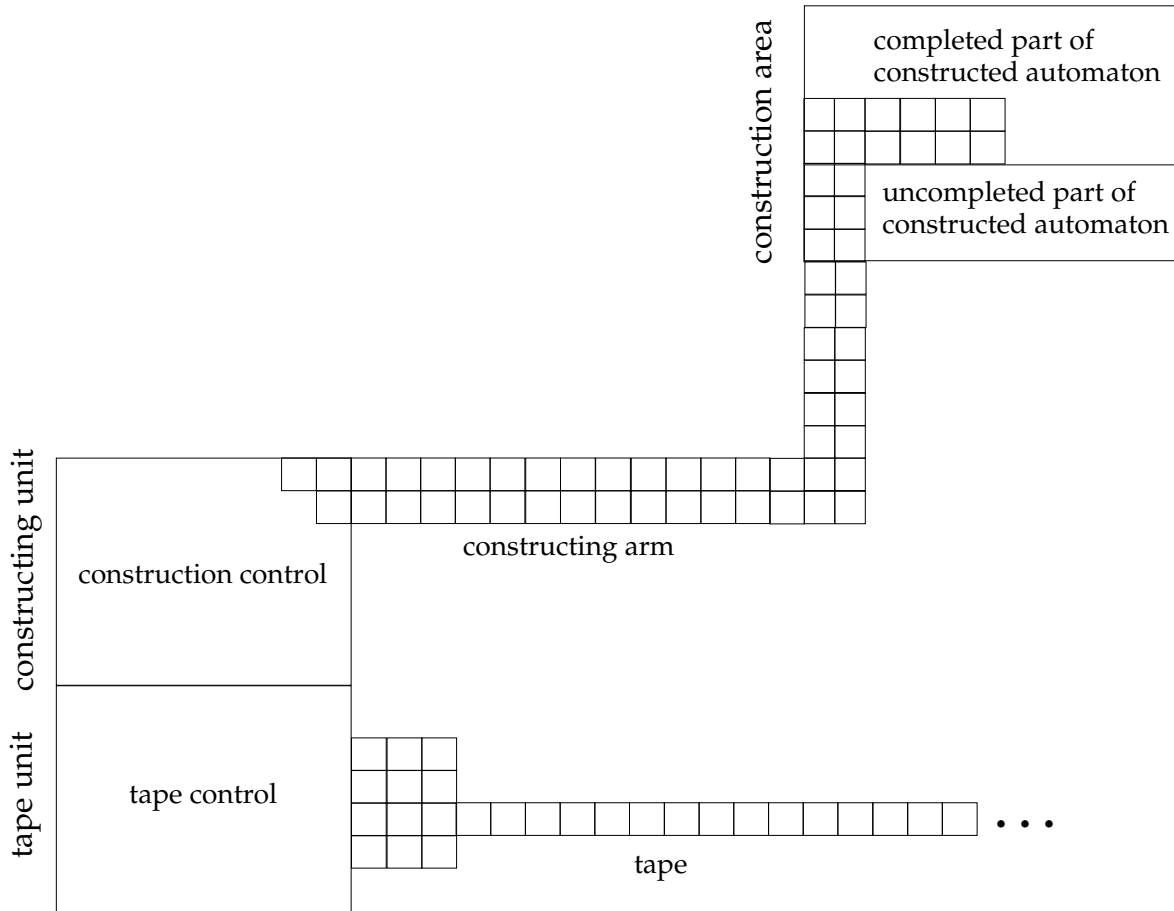 construction area
completed part of
constructed automaton
uncompleted part of
constructed automaton
constructing unit
construction control
constructing arm
tape unit
tape control
tape
• • •